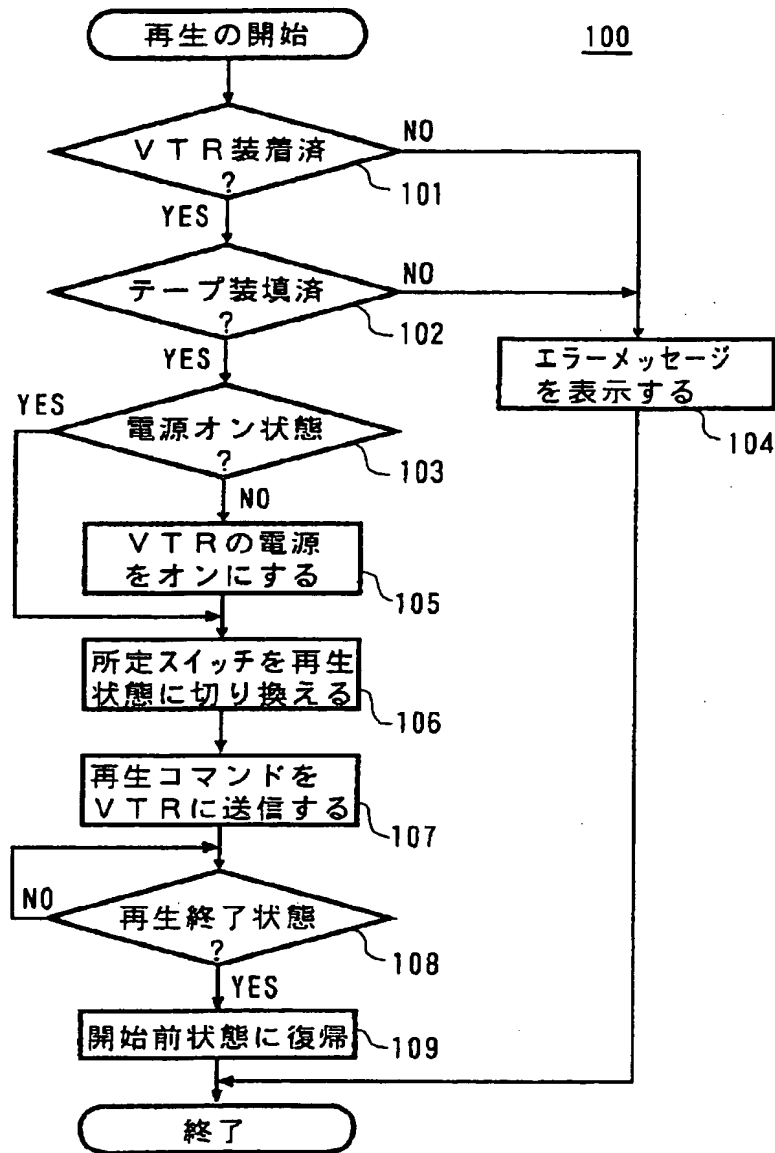 再生の開始
100
VTR装着済
?
NO
101
YES
テープ装填済
?
NO
102
YES
エラーメッセージ
を表示する
104
YES
電源オン状態
?
103
NO
VTRの電源
をオンにする
105
所定スイッチを再生
状態に切り換える
106
再生コマンドを
VTRに送信する
107
NO
再生終了状態
?
108
YES
開始前状態に復帰
109
終了